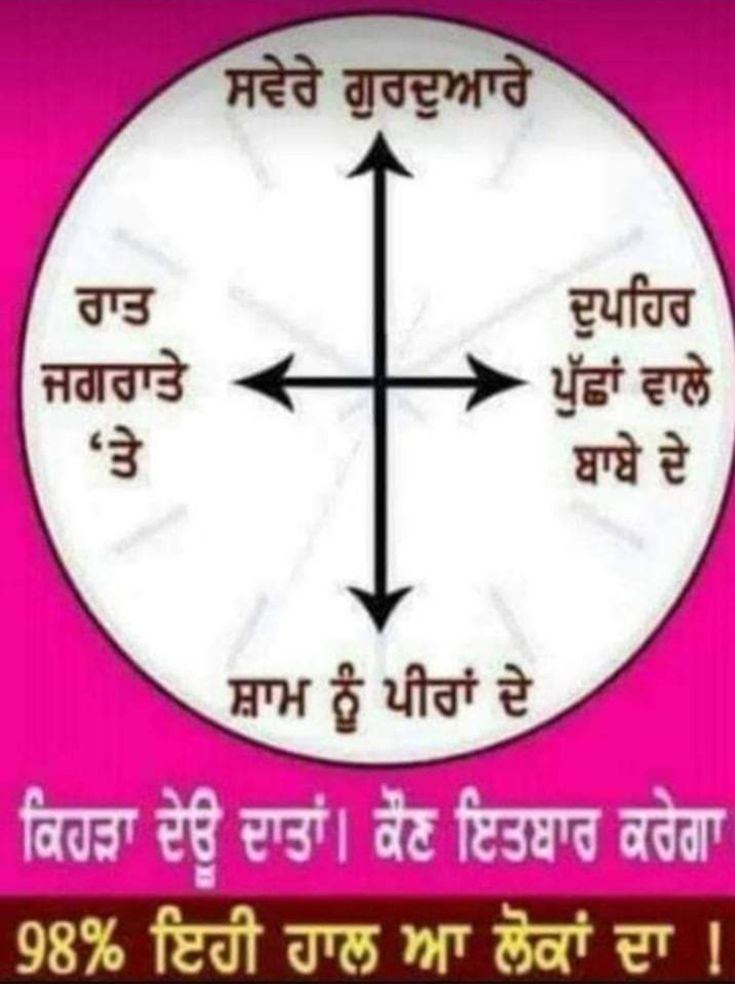 ਸਵੇਰੇ ਗੁਰਦੁਆਰੇ
ਰਾਤ
ਜਗਰਾਤੇ
‘ਤੇ
ਦੁਪਹਿਰ
ਪੁੱਛਾਂ ਵਾਲੇ
ਬਾਬੇ ਦੇ
ਸ਼ਾਮ ਨੂੰ ਪੀਰਾਂ ਦੇ
ਕਿਹੜਾ ਦੇਊ ਦਾਤਾਂ। ਕੌਣ ਇਤਬਾਰ ਕਰੇਗਾ
98% ਇਹੀ ਹਾਲ ਆ ਲੋਕਾਂ ਦਾ !